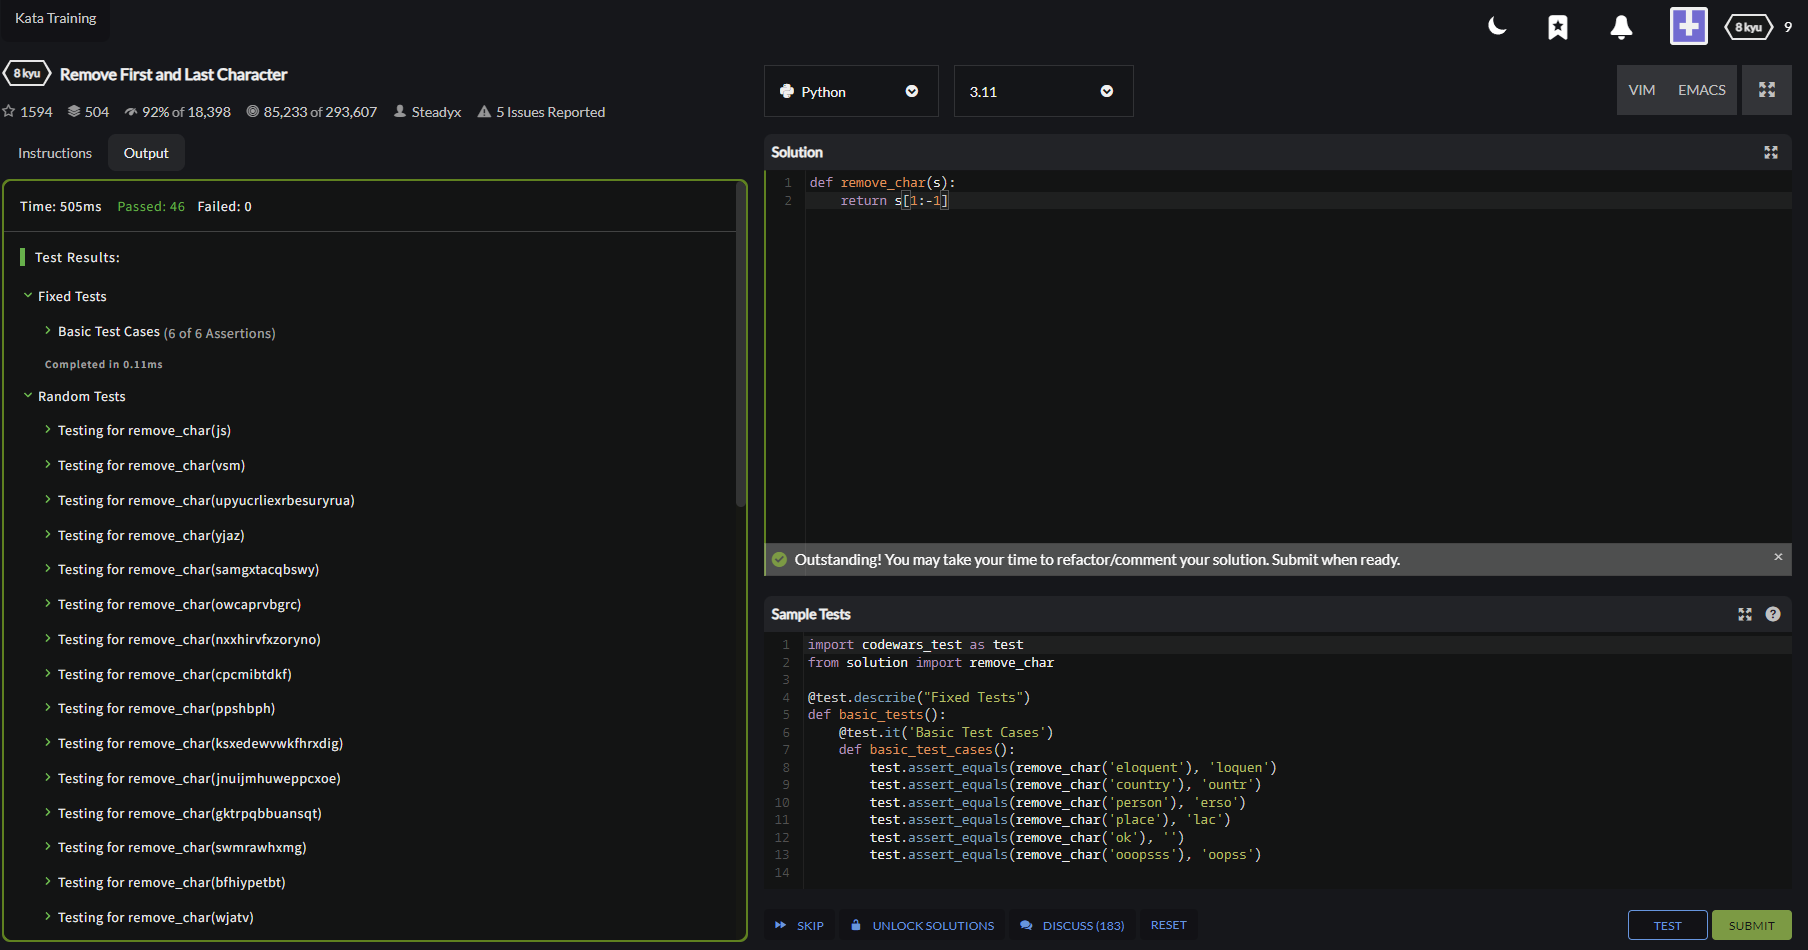 Kata Training
8 kyu 9
8 kyu Remove First and Last Character
1594 504 92% of 18,398 85,233 of 293,607 Steadyx 5 Issues Reported
Instructions Output
Time: 505ms Passed: 46 Failed: 0
Test Results:
Fixed Tests
Basic Test Cases (6 of 6 Assertions)
Completed in 0.11ms
Random Tests
Testing for remove_char(js)
Testing for remove_char(vsm)
Testing for remove_char(upyucrliexrbesuryrua)
Testing for remove_char(yjaz)
Testing for remove_char(samgxtacqbswy)
Testing for remove_char(owcaprvbgrc)
Testing for remove_char(nxxhirvfxzoryno)
Testing for remove_char(cpcmibtdkf)
Testing for remove_char(ppshbph)
Testing for remove_char(ksxedewvwkfhrxdig)
Testing for remove_char(jnuijmhuweppcxoe)
Testing for remove_char(gktrpqbbuansqt)
Testing for remove_char(swmrawhxmg)
Testing for remove_char(bfhiypetbt)
Testing for remove_char(wjatv)
Python 3.11 VIM EMACS
Solution
1 def remove_char(s):
2 return s[1:-1]
Outstanding! You may take your time to refactor/comment your solution. Submit when ready. ×
Sample Tests ?
1 import codewars_test as test
2 from solution import remove_char
3
4 @test.describe("Fixed Tests")
5 def basic_tests():
6 @test.it('Basic Test Cases')
7 def basic_test_cases():
8 test.assert_equals(remove_char('eloquent'), 'loquen')
9 test.assert_equals(remove_char('country'), 'ountr')
10 test.assert_equals(remove_char('person'), 'erso')
11 test.assert_equals(remove_char('place'), 'lac')
12 test.assert_equals(remove_char('ok'), '')
13 test.assert_equals(remove_char('ooopsss'), 'oopss')
14
SKIP UNLOCK SOLUTIONS DISCUSS (183) RESET TEST SUBMIT